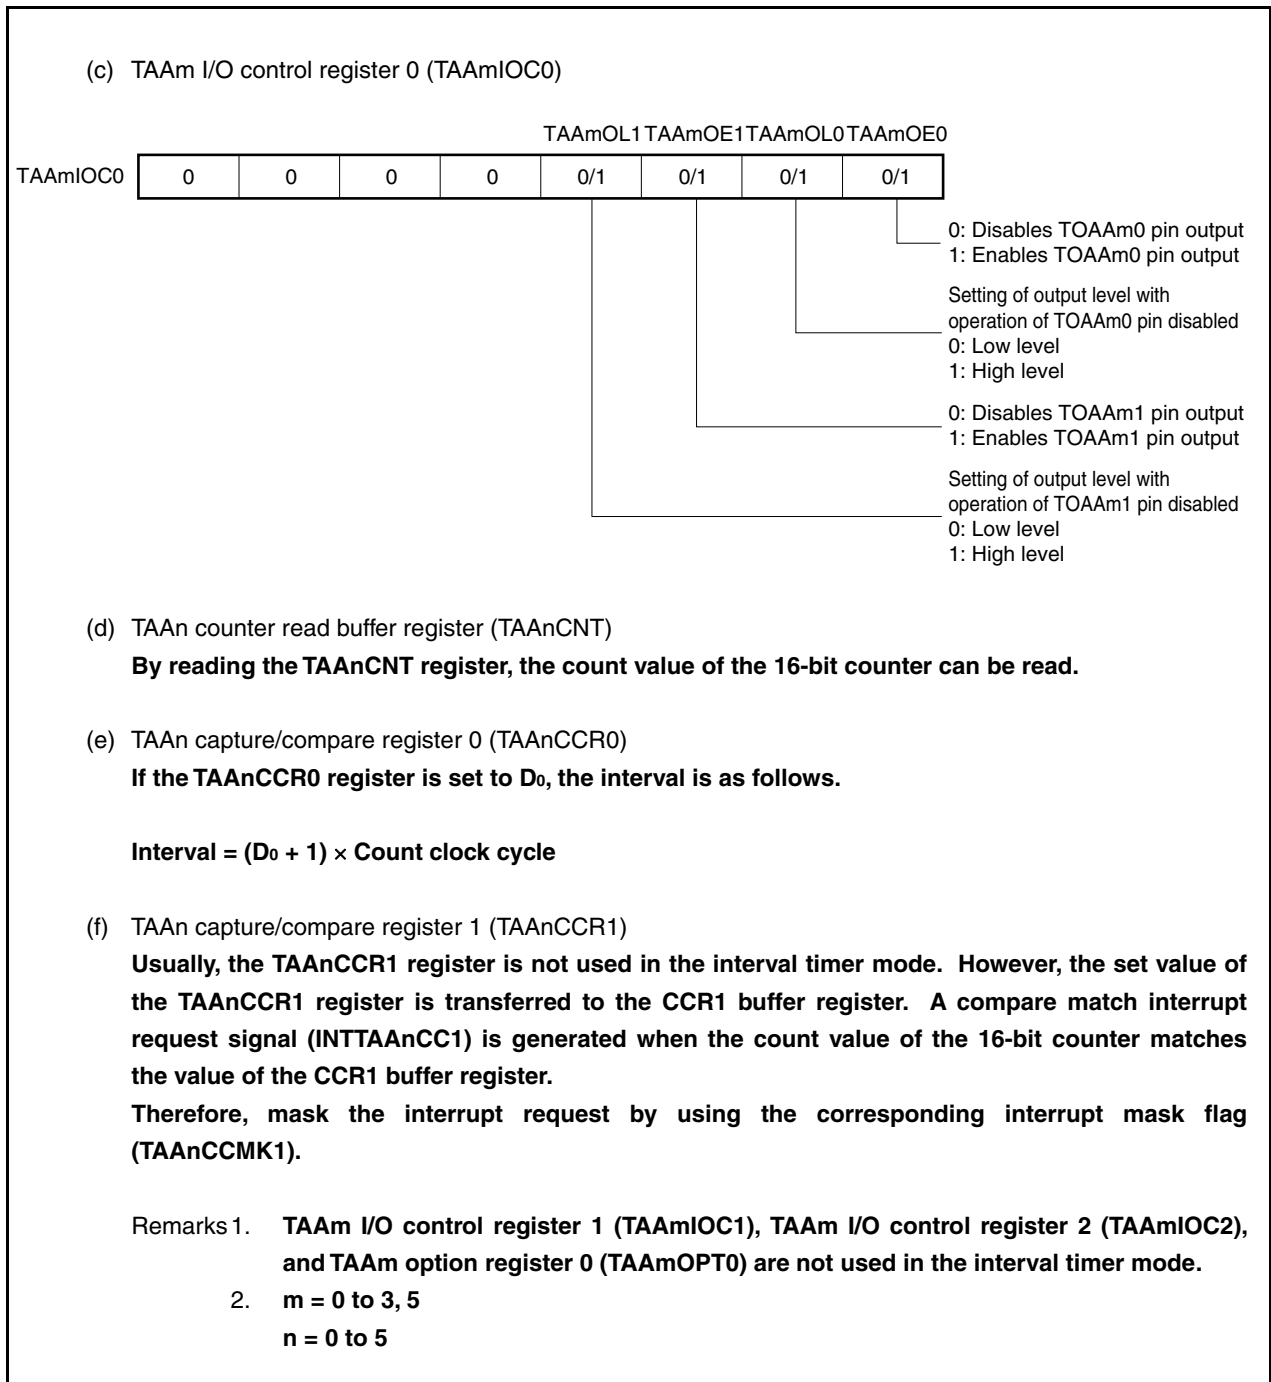 (c) TAAm I/O control register 0 (TAAmIOC0)
TAAmOL1 TAAmOE1 TAAmOL0 TAAmOE0
TAAmIOC0 0 0 0 0 0/1 0/1 0/1 0/1
0: Disables TOAAm0 pin output
1: Enables TOAAm0 pin output
Setting of output level with
operation of TOAAm0 pin disabled
0: Low level
1: High level
0: Disables TOAAm1 pin output
1: Enables TOAAm1 pin output
Setting of output level with
operation of TOAAm1 pin disabled
0: Low level
1: High level
(d) TAAn counter read buffer register (TAAnCNT)
By reading the TAAnCNT register, the count value of the 16-bit counter can be read.
(e) TAAn capture/compare register 0 (TAAnCCR0)
If the TAAnCCR0 register is set to D0, the interval is as follows.
Interval = (D0 + 1) × Count clock cycle
(f) TAAn capture/compare register 1 (TAAnCCR1)
Usually, the TAAnCCR1 register is not used in the interval timer mode. However, the set value of
the TAAnCCR1 register is transferred to the CCR1 buffer register. A compare match interrupt
request signal (INTTAAnCC1) is generated when the count value of the 16-bit counter matches
the value of the CCR1 buffer register.
Therefore, mask the interrupt request by using the corresponding interrupt mask flag
(TAAnCCMK1).
Remarks 1. TAAm I/O control register 1 (TAAmIOC1), TAAm I/O control register 2 (TAAmIOC2),
and TAAm option register 0 (TAAmOPT0) are not used in the interval timer mode.
2. m = 0 to 3, 5
n = 0 to 5